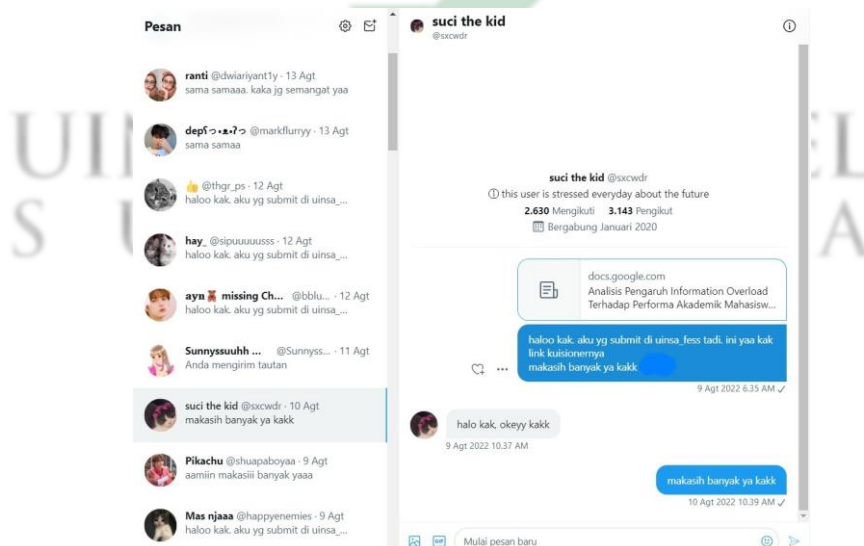 Pesan
ranti @dwiariyant1y · 13 Agt
sama samaaa. kaka jg semangat yaa
@markflurryy · 13 Agt
sama samaa
👍 @thgr_ps · 12 Agt
haloo kak. aku yg submit di uinsa_...
hay_ @sipuuuuusss · 12 Agt
haloo kak. aku yg submit di uinsa_...
ayn🧸 missing Ch... @bblu... · 12 Agt
haloo kak. aku yg submit di uinsa_...
Sunnyssuuhh ... @Sunnyss... · 11 Agt
Anda mengirim tautan
suci the kid @sxcwdr · 10 Agt
makasih banyak ya kakk
Pikachu @shuapaboyaa · 9 Agt
aamiin makasiii banyak yaaa
Mas njaaa @happyenemies · 9 Agt
haloo kak. aku yg submit di uinsa_...
suci the kid
@sxcwdr
suci the kid @sxcwdr
this user is stressed everyday about the future
2.630 Mengikuti 3.143 Pengikut
Bergabung Januari 2020
docs.google.com
Analisis Pengaruh Information Overload
Terhadap Performa Akademik Mahasisw...
haloo kak. aku yg submit di uinsa_fess tadi. ini yaa kak
link kuisionernya
makasih banyak ya kakk
9 Agt 2022 6.35 AM ✓
halo kak, okeyy kakk
9 Agt 2022 10.37 AM
makasih banyak ya kakk
10 Agt 2022 10.39 AM ✓
GIF
Mulai pesan baru
UI
EL
S
A